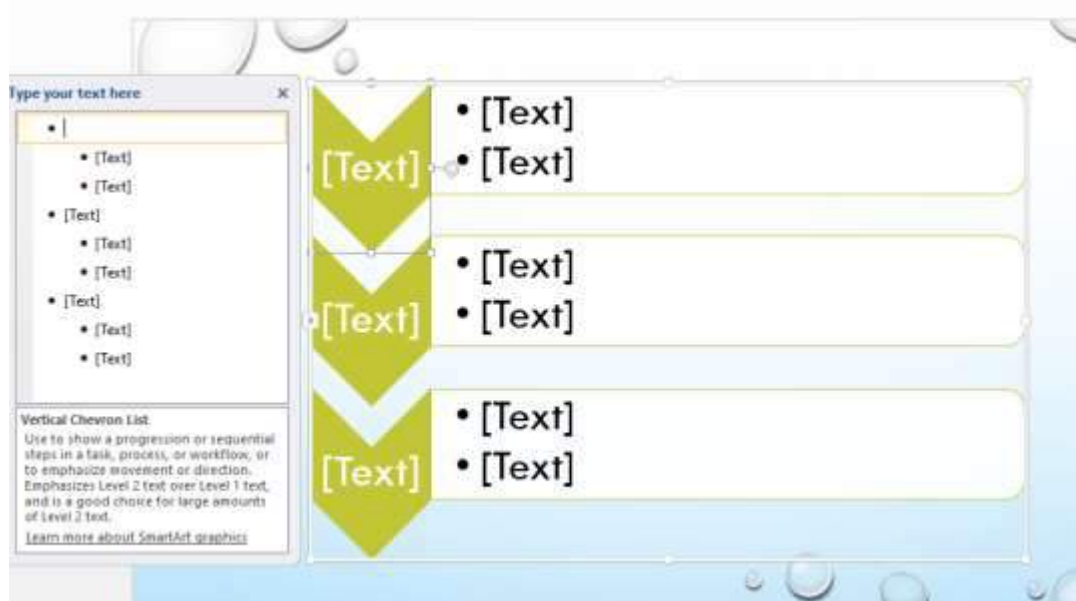 Type your text here ×
• [Text]
• [Text]
• [Text]
• [Text]
• [Text]
• [Text]
• [Text]
• [Text]
Vertical Chevron List
Use to show a progression or sequential
steps in a task, process, or workflow, or
to emphasize movement or direction.
Emphasizes Level 2 text over Level 1 text,
and is a good choice for large amounts
of Level 2 text.
Learn more about SmartArt graphics
[Text]
• [Text]
• [Text]
[Text]
• [Text]
• [Text]
[Text]
• [Text]
• [Text]